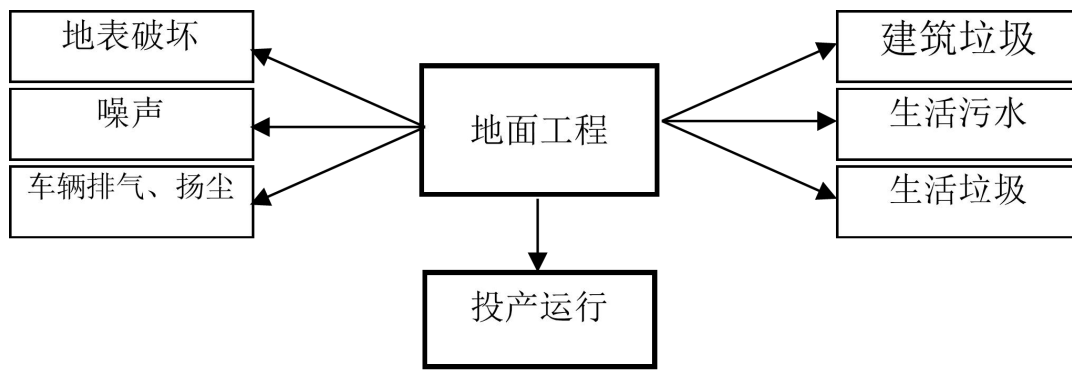 地表破坏
噪声
车辆排气、扬尘
地面工程
投产运行
建筑垃圾
生活污水
生活垃圾